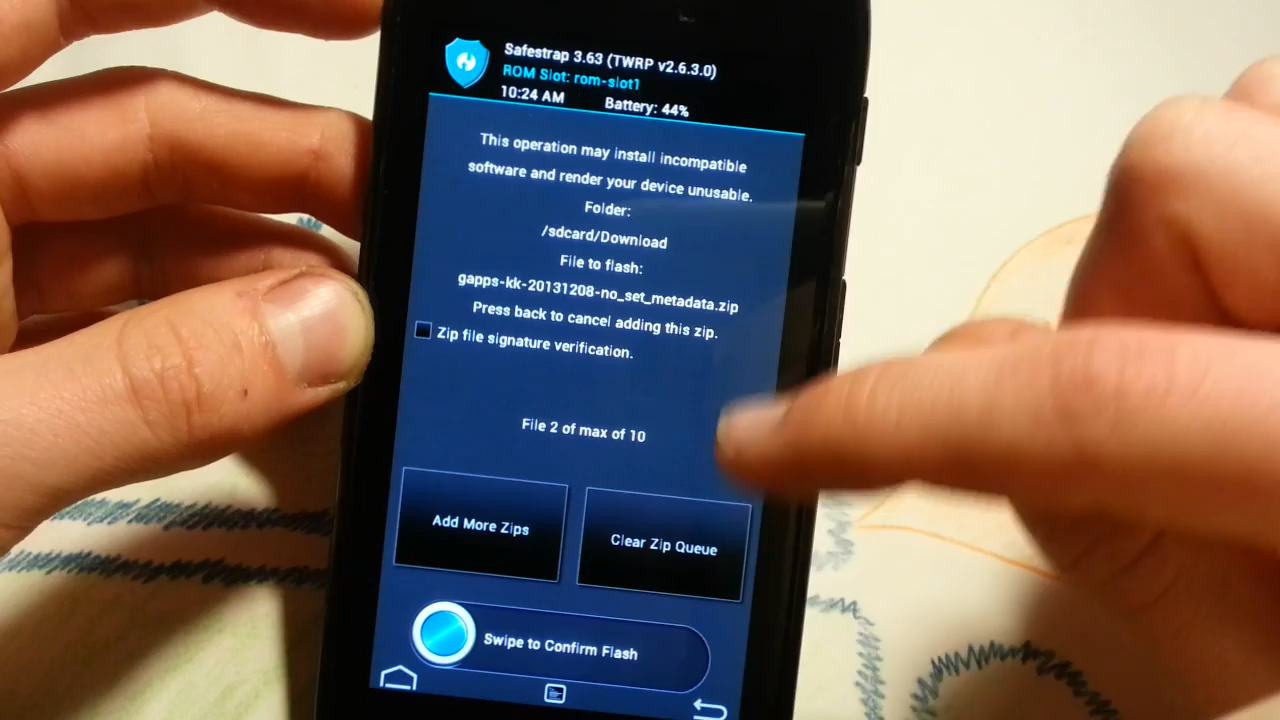 Safestrap 3.63 (TWRP v2.6.3.0)
ROM Slot: rom-slot1
10:24 AM Battery: 44%
This operation may install incompatible
software and render your device unusable.
Folder:
/sdcard/Download
File to flash:
gapps-kk-20131208-no_set_metadata.zip
Press back to cancel adding this zip.
Zip file signature verification.
File 2 of max of 10
Add More Zips
Clear Zip Queue
Swipe to Confirm Flash